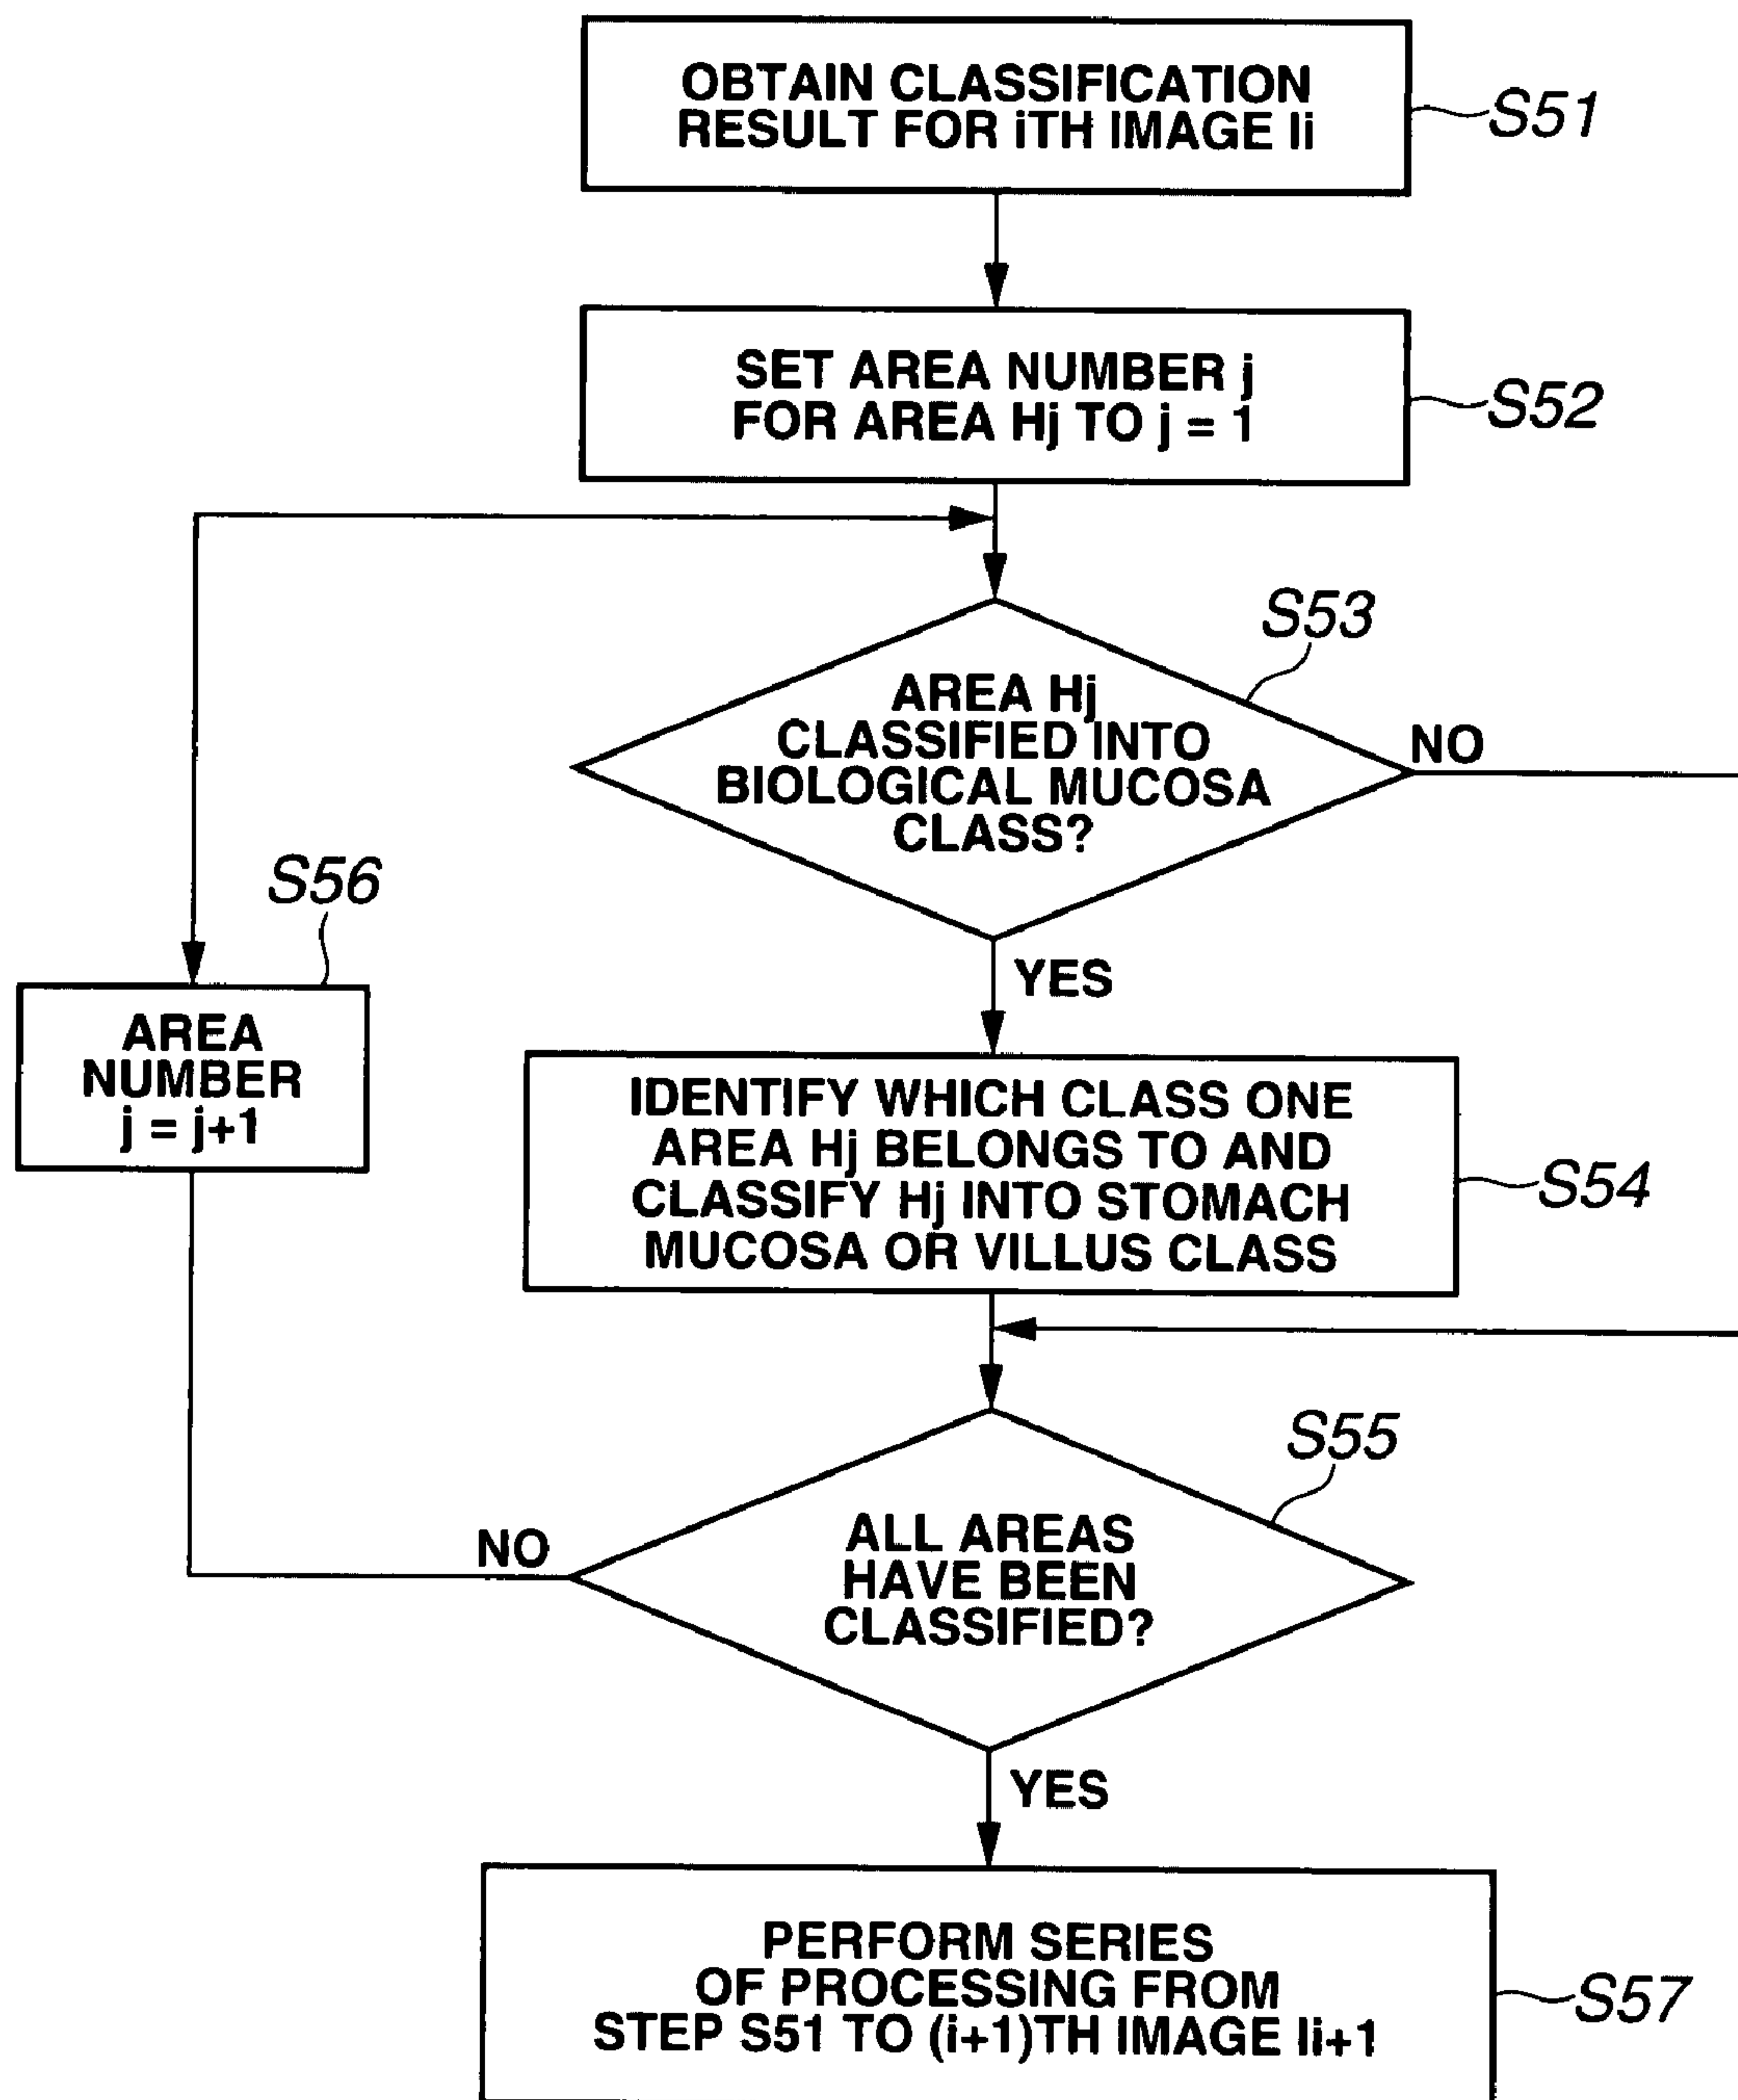 OBTAIN CLASSIFICATION
RESULT FOR iTH IMAGE Ii
S51
SET AREA NUMBER j
FOR AREA Hj TO j = 1
S52
S53
AREA Hj
CLASSIFIED INTO
BIOLOGICAL MUCOSA
CLASS?
NO
S56
YES
AREA
NUMBER
j = j+1
IDENTIFY WHICH CLASS ONE
AREA Hj BELONGS TO AND
CLASSIFY Hj INTO STOMACH
MUCOSA OR VILLUS CLASS
S54
S55
NO
ALL AREAS
HAVE BEEN
CLASSIFIED?
YES
PERFORM SERIES
OF PROCESSING FROM
STEP S51 TO (i+1)TH IMAGE Ii+1
S57